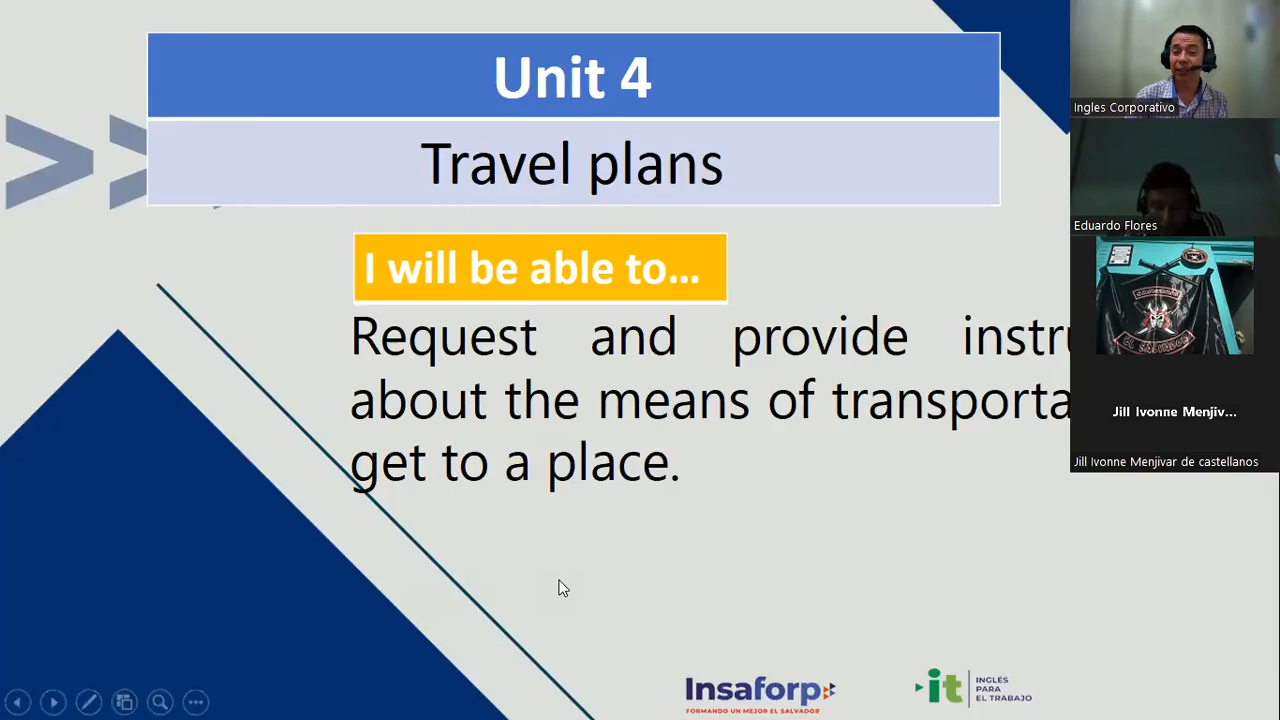 Unit 4
Travel plans
I will be able to...
Request and provide instru
about the means of transporta
get to a place.
Ingles Corporativo
Eduardo Flores
EL SALVADOR
Jill Ivonne Menjiv...
Jill Ivonne Menjivar de castellanos
Insaforp
FORMANDO UN MEJOR EL SALVADOR
it
INGLÉS
PARA
EL TRABAJO